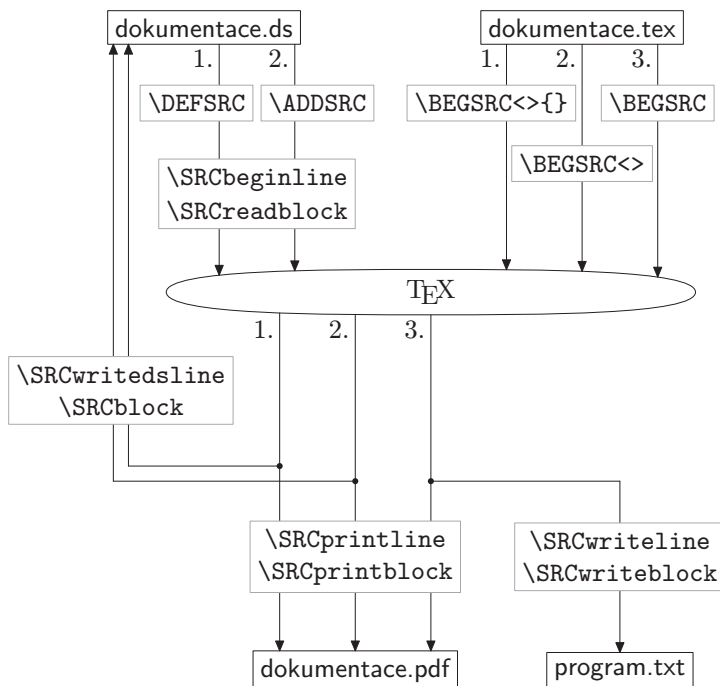 dokumentace.ds
dokumentace.tex
1.
2.
1.
2.
3.
\DEFSRC
\ADDSRC
\BEGSRC<>{}
\BEGSRC
\BEGSRC<>
\SRCbeginline
\SRCreadblock
TEX
1.
2.
3.
\SRCwritedsline
\SRCblock
\SRCprintline
\SRCprintblock
\SRCwriteline
\SRCwriteblock
dokumentace.pdf
program.txt